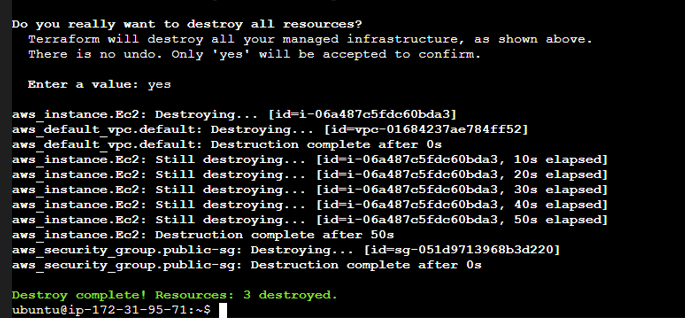 Do you really want to destroy all resources?
Terraform will destroy all your managed infrastructure, as shown above.
There is no undo. Only 'yes' will be accepted to confirm.
Enter a value: yes
aws_instance.Ec2: Destroying... [id=i-06a487c5fdc60bda3]
aws_default_vpc.default: Destroying... [id=vpc-01684237ae784ff52]
aws_default_vpc.default: Destruction complete after 0s
aws_instance.Ec2: Still destroying... [id=i-06a487c5fdc60bda3, 10s elapsed]
aws_instance.Ec2: Still destroying... [id=i-06a487c5fdc60bda3, 20s elapsed]
aws_instance.Ec2: Still destroying... [id=i-06a487c5fdc60bda3, 30s elapsed]
aws_instance.Ec2: Still destroying... [id=i-06a487c5fdc60bda3, 40s elapsed]
aws_instance.Ec2: Still destroying... [id=i-06a487c5fdc60bda3, 50s elapsed]
aws_instance.Ec2: Destruction complete after 50s
aws_security_group.public-sg: Destroying... [id=sg-051d9713968b3d220]
aws_security_group.public-sg: Destruction complete after 0s
Destroy complete! Resources: 3 destroyed.
ubuntu@ip-172-31-95-71:~$